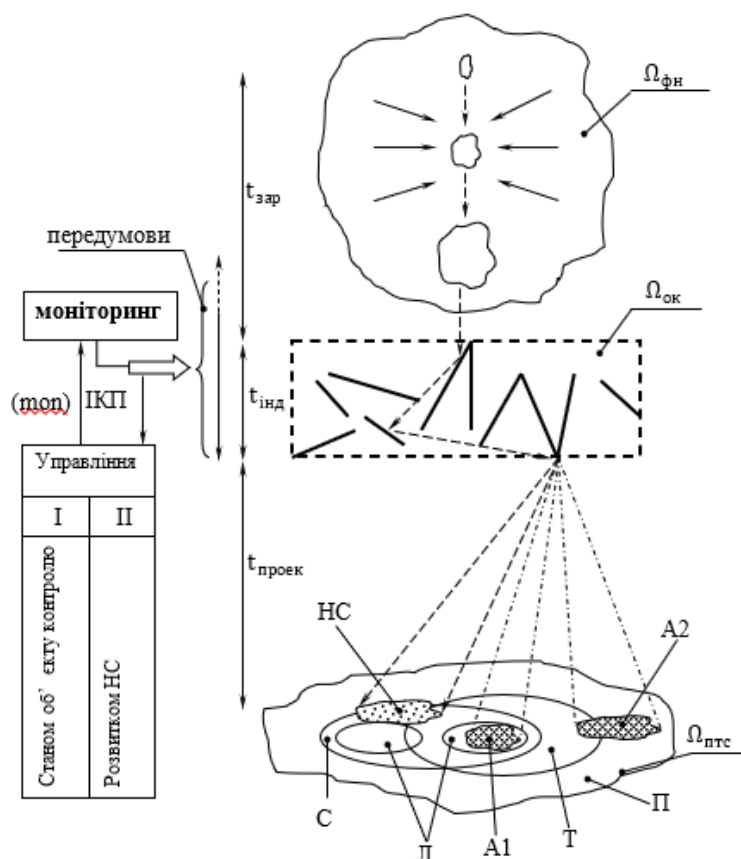 Ωфн
tзар
передумови
моніторинг
Ωок
(mon)
ІКП
tінд
Управління
І
ІІ
Станом об’ єкту контролю
Розвитком НС
tпроек
НС
А2
Ωптс
С
Л
А1
Т
П